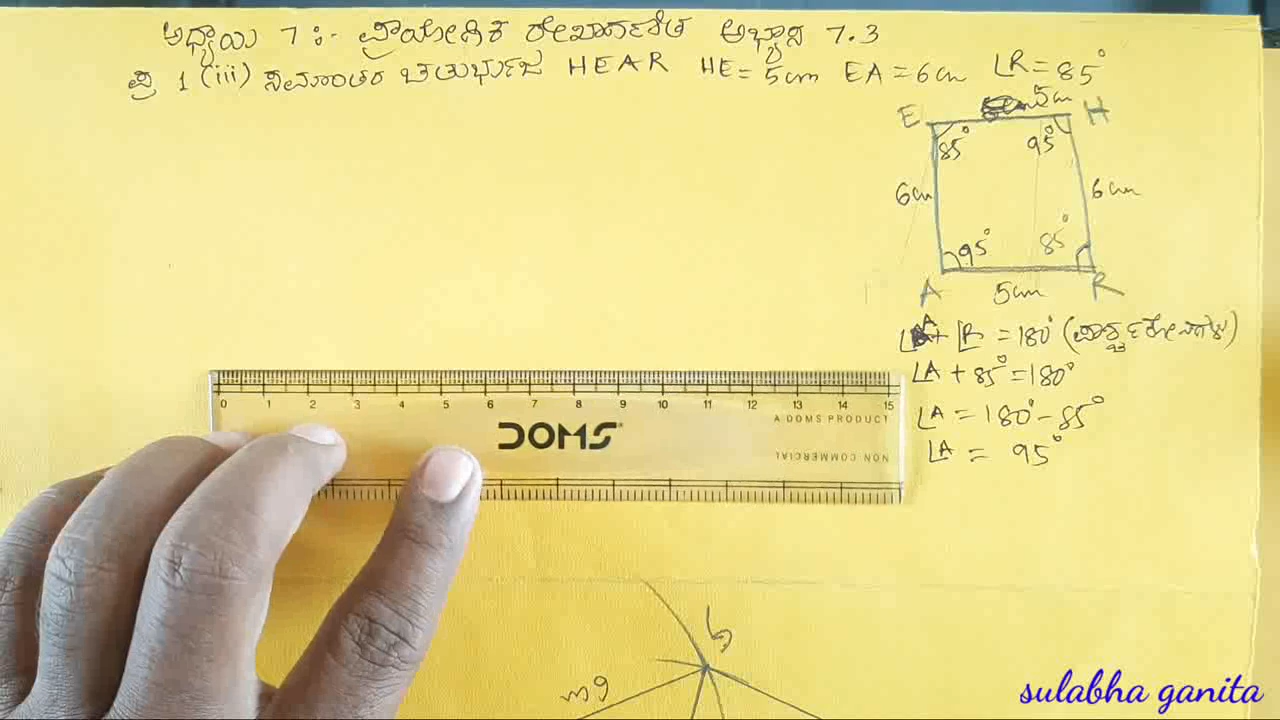 ಅಧ್ಯಾಯ 7 :- ಪ್ರಾಯೋಗಿಕ ರೇಖಾಗಣಿತ ಅಭ್ಯಾಸ 7.3
ಪ್ರ 1 (iii) ಸಮಾಂತರ ಚತುರ್ಭುಜ HEAR HE = 5cm EA = 6cm ∠R = 85°
5cm
E H
85° 95°
6cm 6cm
95° 85°
A R
5cm
∠A + ∠R = 180° (ಪಾರ್ಶ್ವಕೋನಗಳು)
∠A + 85° = 180°
∠A = 180° - 85°
∠A = 95°
0 1 2 3 4 5 6 7 8 9 10 11 12 13 14 15
DOMS
A DOMS PRODUCT
NON COMMERCIAL
sulabha ganita